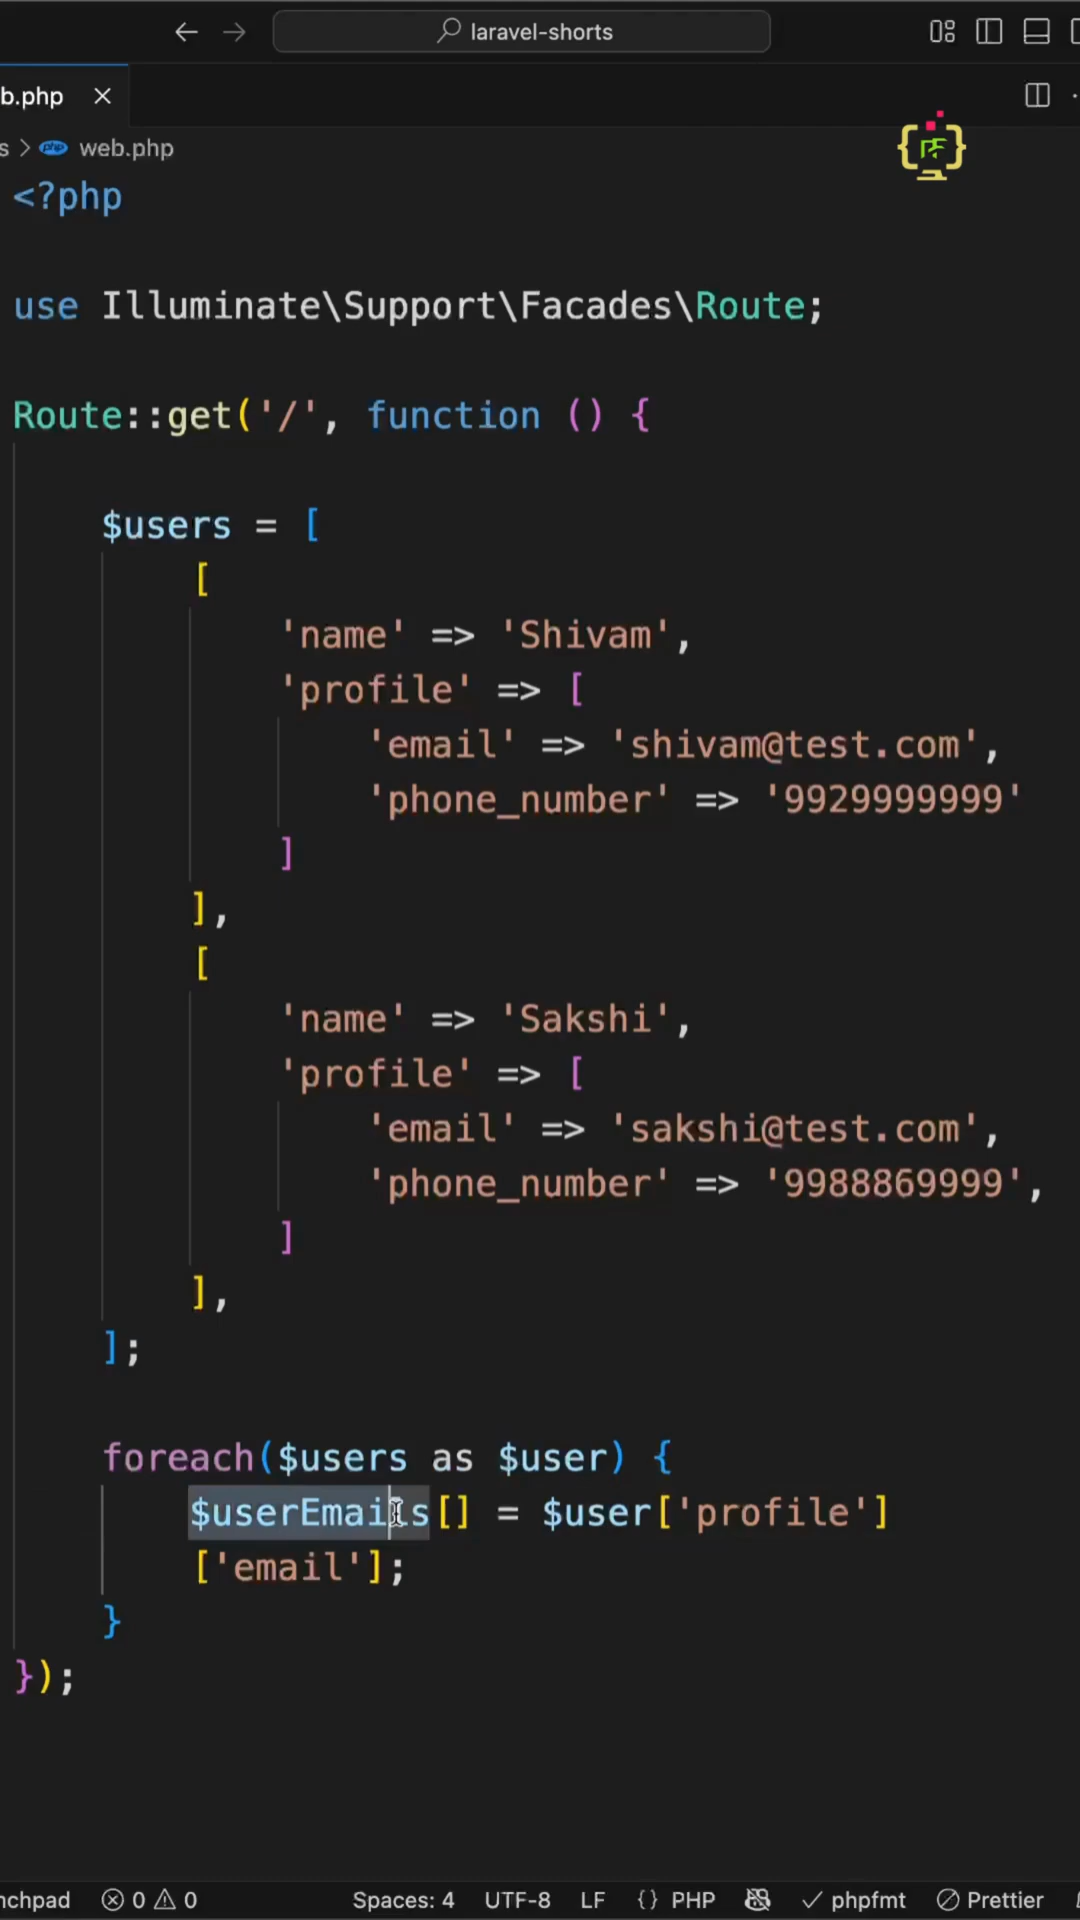 laravel-shorts
b.php
s > web.php
<?php
use Illuminate\Support\Facades\Route;
Route::get('/', function () {
$users = [
[
'name' => 'Shivam',
'profile' => [
'email' => 'shivam@test.com',
'phone_number' => '9929999999'
]
],
[
'name' => 'Sakshi',
'profile' => [
'email' => 'sakshi@test.com',
'phone_number' => '9988869999',
]
],
];
foreach($users as $user) {
$userEmails[] = $user['profile']
['email'];
}
});
nchpad 0 0 Spaces: 4 UTF-8 LF {} PHP phpfmt Prettier